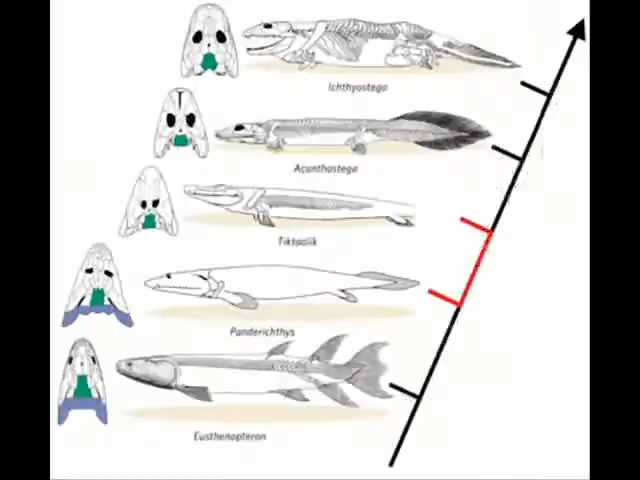 Ichthyostega
Acanthostega
Tiktaalik
Panderichthys
Eusthenopteron